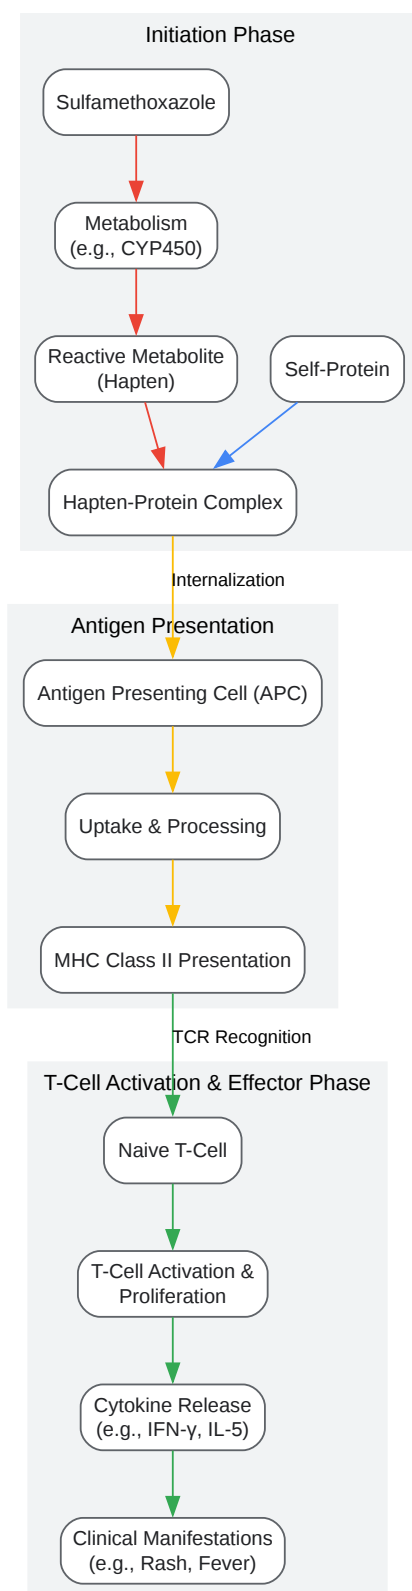 Initiation Phase
Sulfamethoxazole
Metabolism
(e.g., CYP450)
Reactive Metabolite
(Hapten)
Self-Protein
Hapten-Protein Complex
Internalization
Antigen Presentation
Antigen Presenting Cell (APC)
Uptake & Processing
MHC Class II Presentation
TCR Recognition
T-Cell Activation & Effector Phase
Naive T-Cell
T-Cell Activation &
Proliferation
Cytokine Release
(e.g., IFN-γ, IL-5)
Clinical Manifestations
(e.g., Rash, Fever)